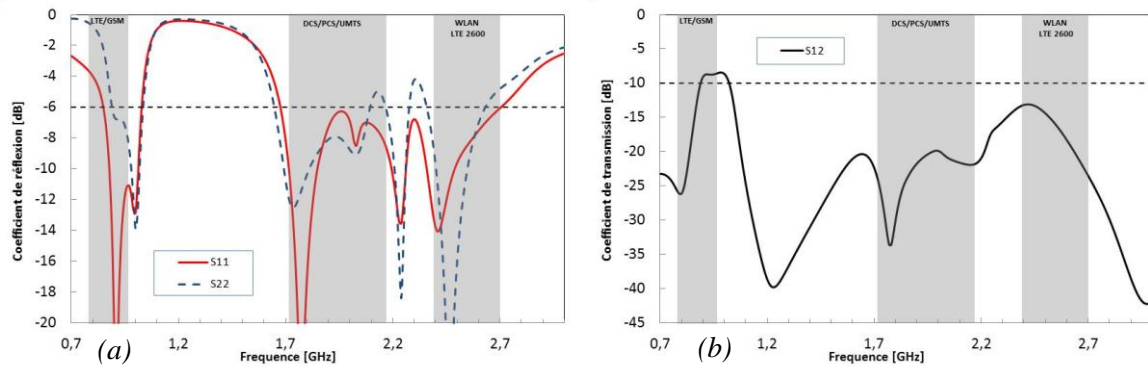 LTE/GSM
DCS/PCS/UMTS
WLAN
LTE 2600
Coefficient de réflexion [dB]
0
-2
-4
-6
-8
-10
-12
-14
-16
-18
-20
S11
S22
0,7
1,2
1,7
2,2
2,7
Frequence [GHz]
(a)
LTE/GSM
DCS/PCS/UMTS
WLAN
LTE 2600
S12
Coefficient de transmission [dB]
0
-5
-10
-15
-20
-25
-30
-35
-40
-45
0,7
1,2
1,7
2,2
2,7
Frequence [GHz]
(b)